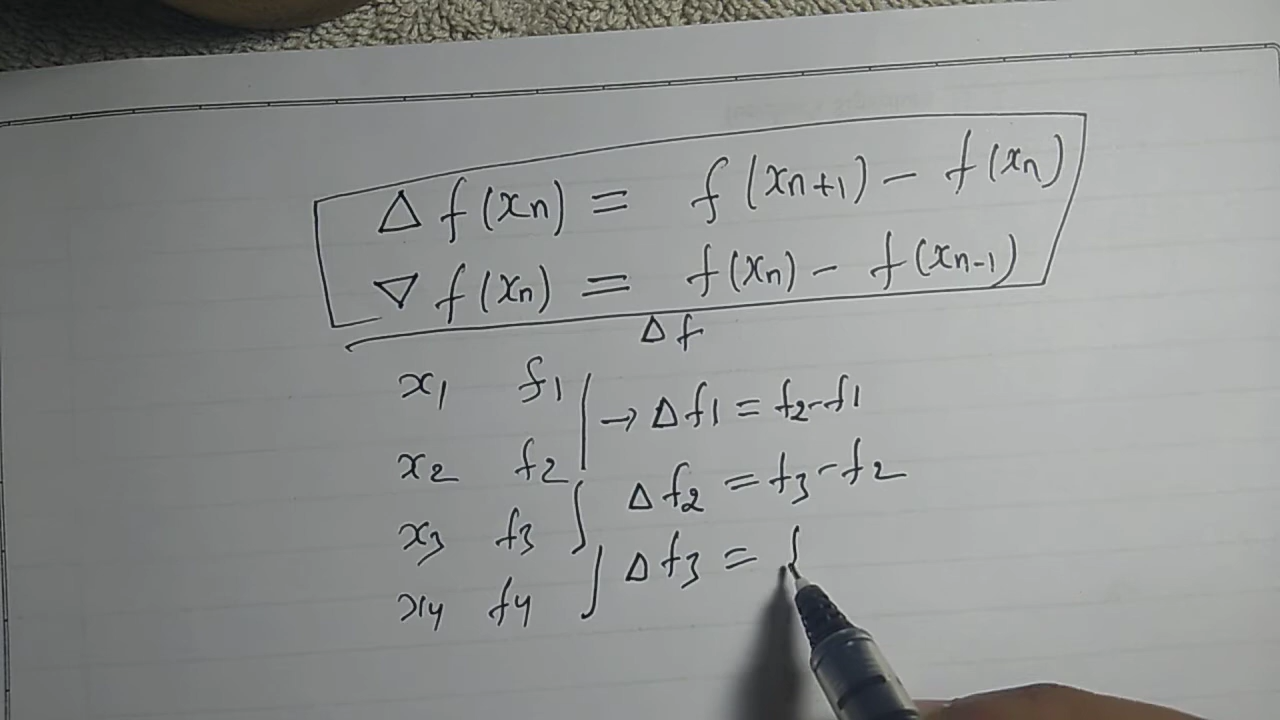 Δ f(xn) = f(xn+1) - f(xn)
∇ f(xn) = f(xn) - f(xn-1)
Δf
x1 f1
→ Δf1 = f2-f1
x2 f2
Δf2 = f3-f2
x3 f3
Δf3 = f
x4 f4